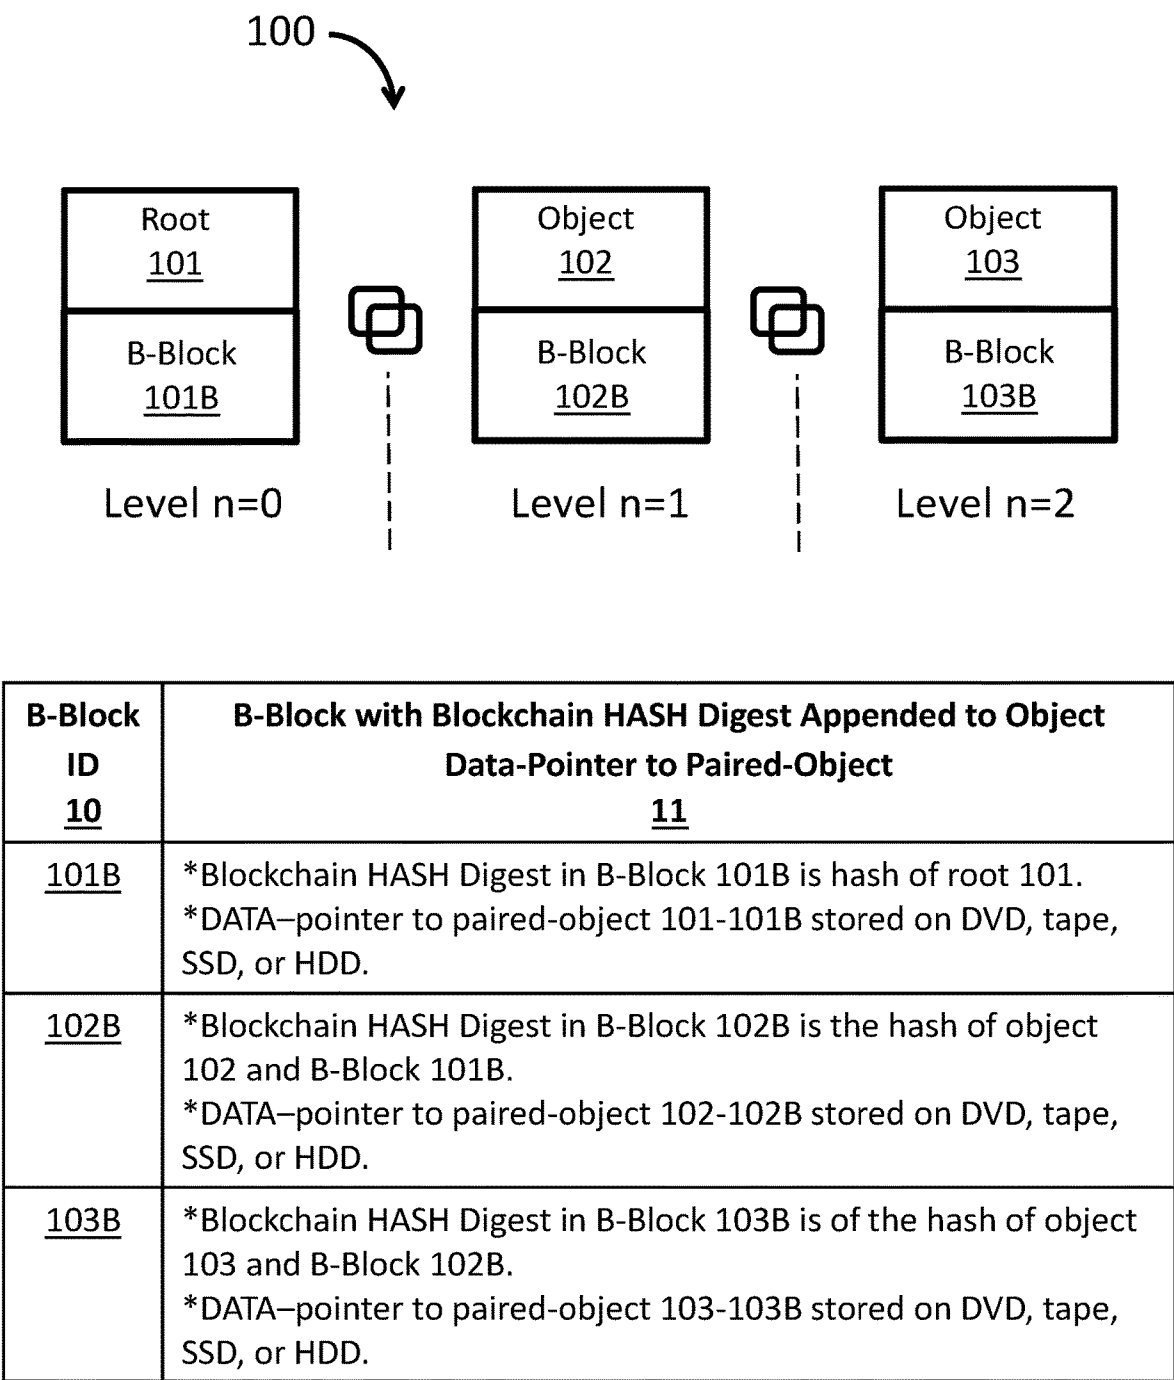 100
Root
101
B-Block
101B
Level n=0
Object
102
B-Block
102B
Level n=1
Object
103
B-Block
103B
Level n=2
B-Block
ID
10
B-Block with Blockchain HASH Digest Appended to Object
Data-Pointer to Paired-Object
11
101B
*Blockchain HASH Digest in B-Block 101B is hash of root 101.
*DATA–pointer to paired-object 101-101B stored on DVD, tape,
SSD, or HDD.
102B
*Blockchain HASH Digest in B-Block 102B is the hash of object
102 and B-Block 101B.
*DATA–pointer to paired-object 102-102B stored on DVD, tape,
SSD, or HDD.
103B
*Blockchain HASH Digest in B-Block 103B is of the hash of object
103 and B-Block 102B.
*DATA–pointer to paired-object 103-103B stored on DVD, tape,
SSD, or HDD.